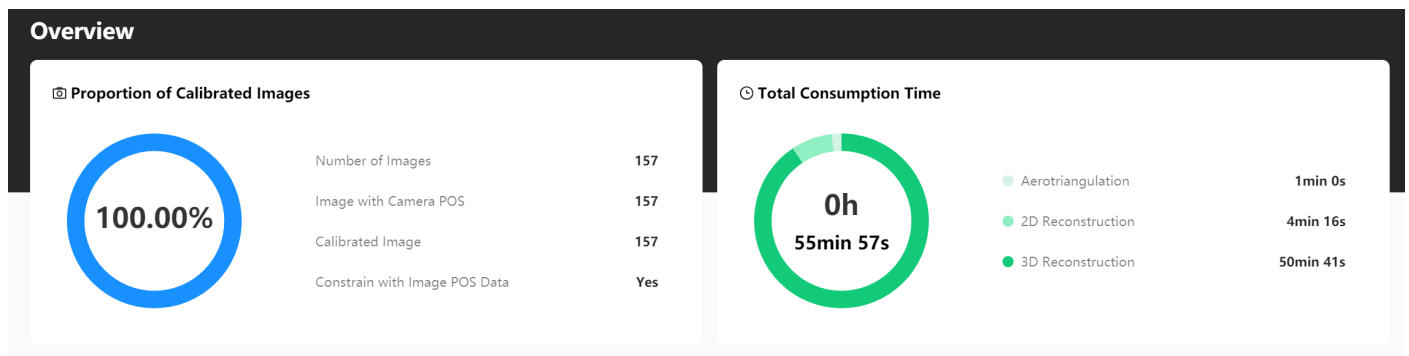 Overview
Proportion of Calibrated Images
100.00%
Number of Images 157
Image with Camera POS 157
Calibrated Image 157
Constrain with Image POS Data Yes
Total Consumption Time
0h
55min 57s
Aerotriangulation 1min 0s
2D Reconstruction 4min 16s
3D Reconstruction 50min 41s